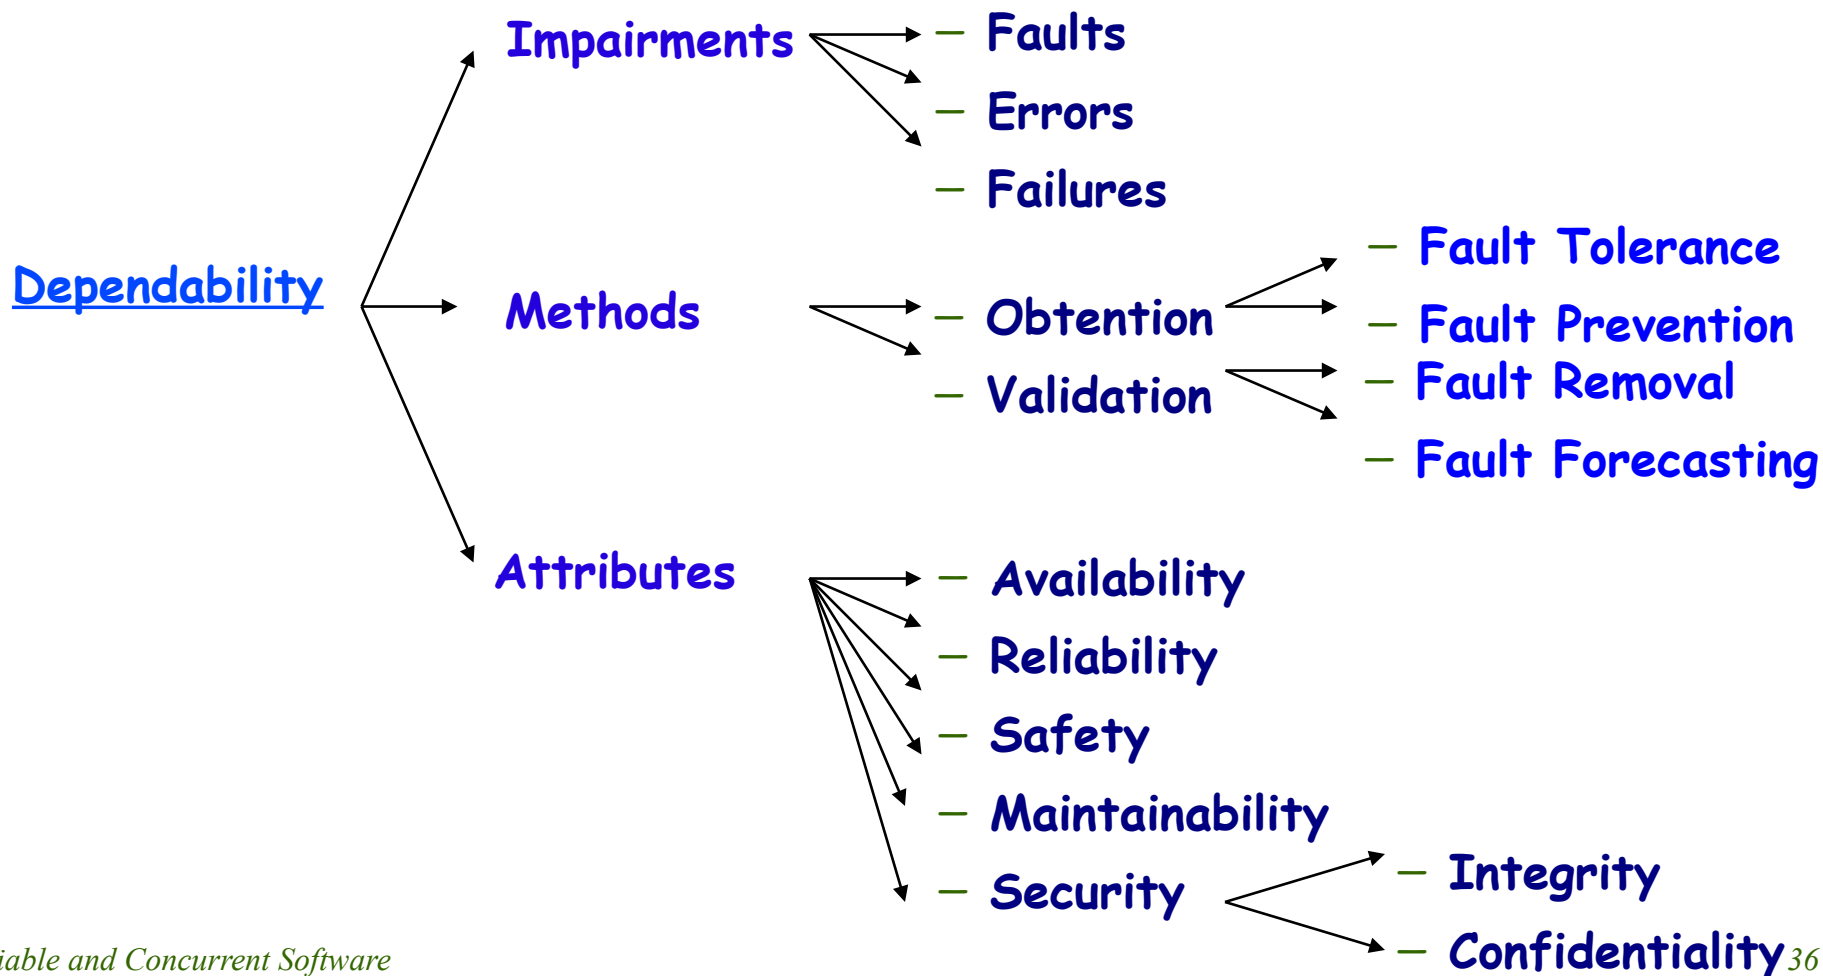 Impairments
– Faults
– Errors
– Failures
Dependability
Methods
– Obtention
– Validation
– Fault Tolerance
– Fault Prevention
– Fault Removal
– Fault Forecasting
Attributes
– Availability
– Reliability
– Safety
– Maintainability
– Security
– Integrity
– Confidentiality
and Concurrent Software
36